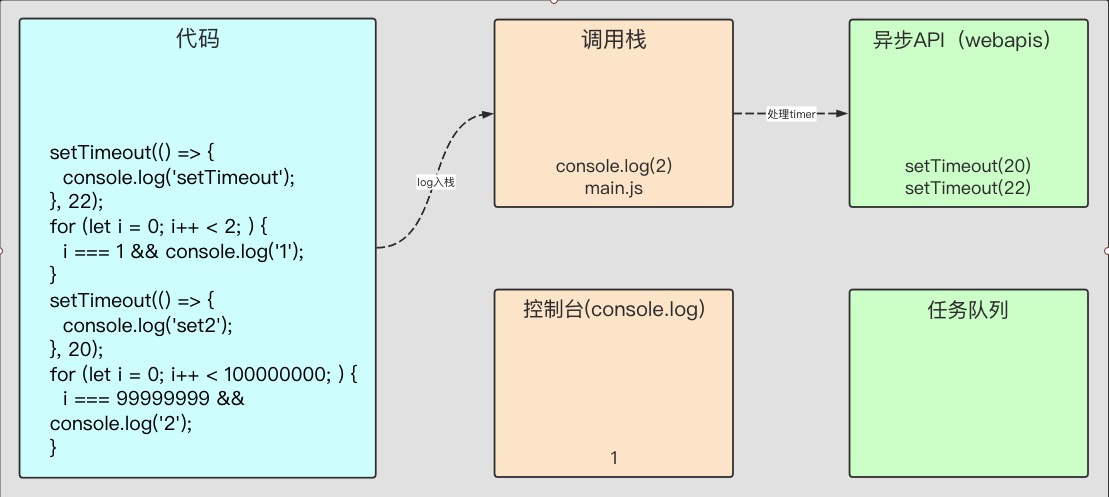 代码
setTimeout(() => {
console.log('setTimeout');
}, 22);
for (let i = 0; i++ < 2; ) {
i === 1 && console.log('1');
}
setTimeout(() => {
console.log('set2');
}, 20);
for (let i = 0; i++ < 100000000; ) {
i === 99999999 &&
console.log('2');
}
log入栈
调用栈
console.log(2)
main.js
处理timer
异步API（webapis）
setTimeout(20)
setTimeout(22)
控制台(console.log)
1
任务队列